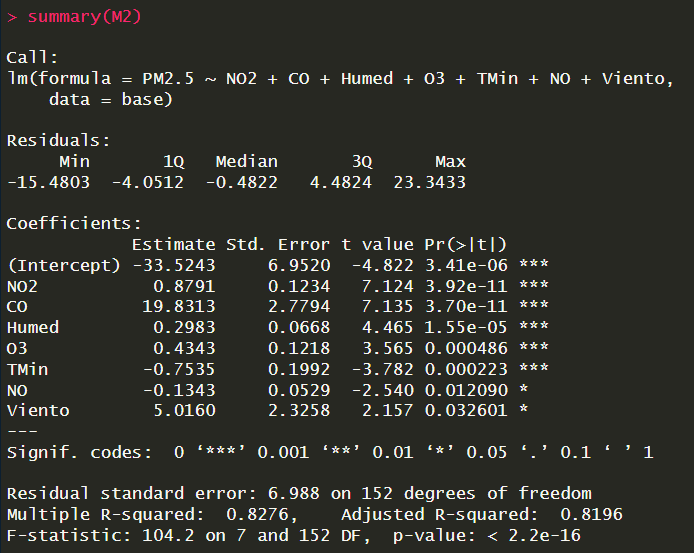 > summary(M2)
Call:
lm(formula = PM2.5 ~ NO2 + CO + Humed + O3 + TMin + NO + Viento,
    data = base)
Residuals:
     Min       1Q   Median       3Q      Max
-15.4803  -4.0512  -0.4822   4.4824  23.3433
Coefficients:
            Estimate Std. Error t value Pr(>|t|)
(Intercept) -33.5243     6.9520  -4.822 3.41e-06 ***
NO2           0.8791     0.1234   7.124 3.92e-11 ***
CO           19.8313     2.7794   7.135 3.70e-11 ***
Humed         0.2983     0.0668   4.465 1.55e-05 ***
O3            0.4343     0.1218   3.565 0.000486 ***
TMin         -0.7535     0.1992  -3.782 0.000223 ***
NO           -0.1343     0.0529  -2.540 0.012090 *
Viento        5.0160     2.3258   2.157 0.032601 *
---
Signif. codes:  0 ‘***’ 0.001 ‘**’ 0.01 ‘*’ 0.05 ‘.’ 0.1 ‘ ’ 1
Residual standard error: 6.988 on 152 degrees of freedom
Multiple R-squared:  0.8276,    Adjusted R-squared:  0.8196
F-statistic: 104.2 on 7 and 152 DF,  p-value: < 2.2e-16